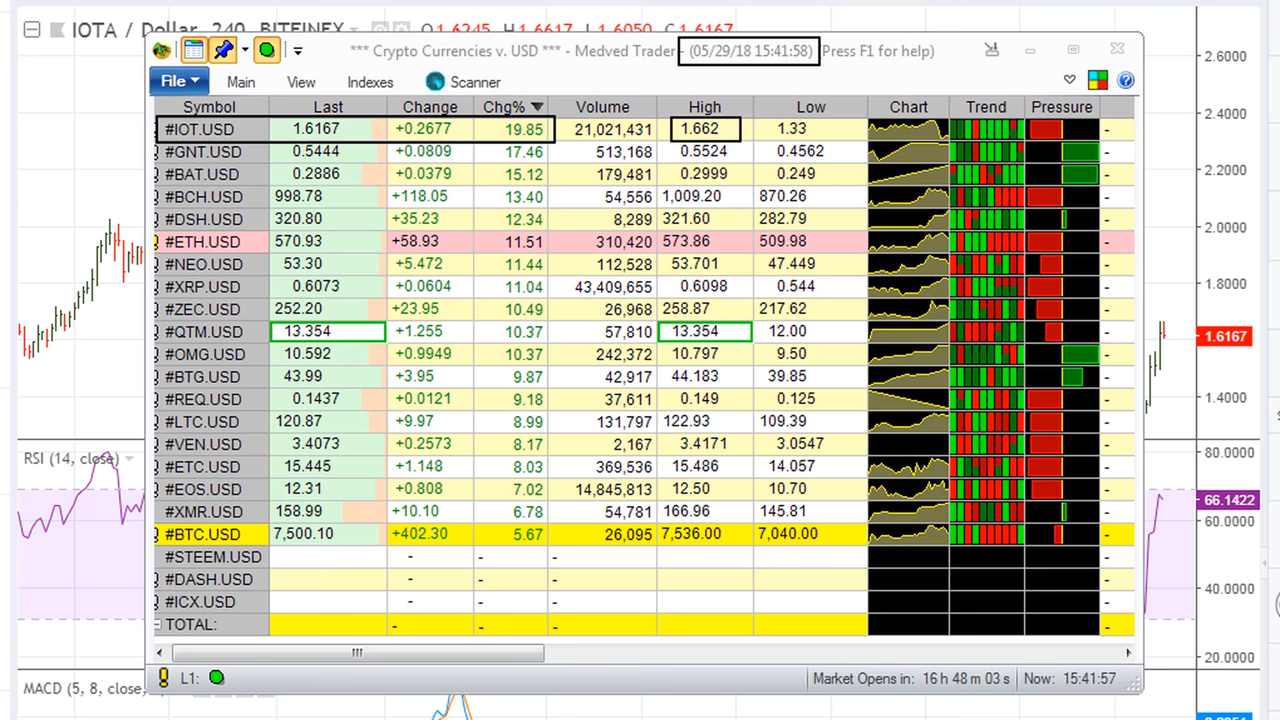 IOTA / Dollar, 240, BITFINEX O 1.6245 H 1.6617 L 1.6050 C 1.6167
*** Crypto Currencies v. USD *** - Medved Trader - (05/29/18 15:41:58) (Press F1 for help)
File Main View Indexes Scanner
Symbol Last Change Chg% Volume High Low Chart Trend Pressure
#IOT.USD 1.6167 +0.2677 19.85 21,021,431 1.662 1.33 -
#GNT.USD 0.5444 +0.0809 17.46 513,168 0.5524 0.4562 -
#BAT.USD 0.2886 +0.0379 15.12 179,481 0.2999 0.249 -
#BCH.USD 998.78 +118.05 13.40 54,556 1,009.20 870.26 -
#DSH.USD 320.80 +35.23 12.34 8,289 321.60 282.79 -
#ETH.USD 570.93 +58.93 11.51 310,420 573.86 509.98 -
#NEO.USD 53.30 +5.472 11.44 112,528 53.701 47.449 -
#XRP.USD 0.6073 +0.0604 11.04 43,409,655 0.6098 0.544 -
#ZEC.USD 252.20 +23.95 10.49 26,968 258.87 217.62 -
#QTM.USD 13.354 +1.255 10.37 57,810 13.354 12.00 -
#OMG.USD 10.592 +0.9949 10.37 242,372 10.797 9.50 -
#BTG.USD 43.99 +3.95 9.87 42,917 44.183 39.85 -
#REQ.USD 0.1437 +0.0121 9.18 37,611 0.149 0.125 -
#LTC.USD 120.87 +9.97 8.99 131,797 122.93 109.39 -
#VEN.USD 3.4073 +0.2573 8.17 2,167 3.4171 3.0547 -
#ETC.USD 15.445 +1.148 8.03 369,536 15.486 14.057 -
#EOS.USD 12.31 +0.808 7.02 14,845,813 12.50 10.70 -
#XMR.USD 158.99 +10.10 6.78 54,781 166.96 145.81 -
#BTC.USD 7,500.10 +402.30 5.67 26,095 7,536.00 7,040.00 -
#STEEM.USD - - - -
#DASH.USD - - - -
#ICX.USD - - - -
TOTAL: - - - -
L1: Market Opens in: 16 h 48 m 03 s Now: 15:41:57
2.6000
2.4000
2.2000
2.0000
1.8000
1.6167
1.4000
RSI (14, close)
80.0000
66.1422
60.0000
40.0000
20.0000
MACD (5, 8, close,